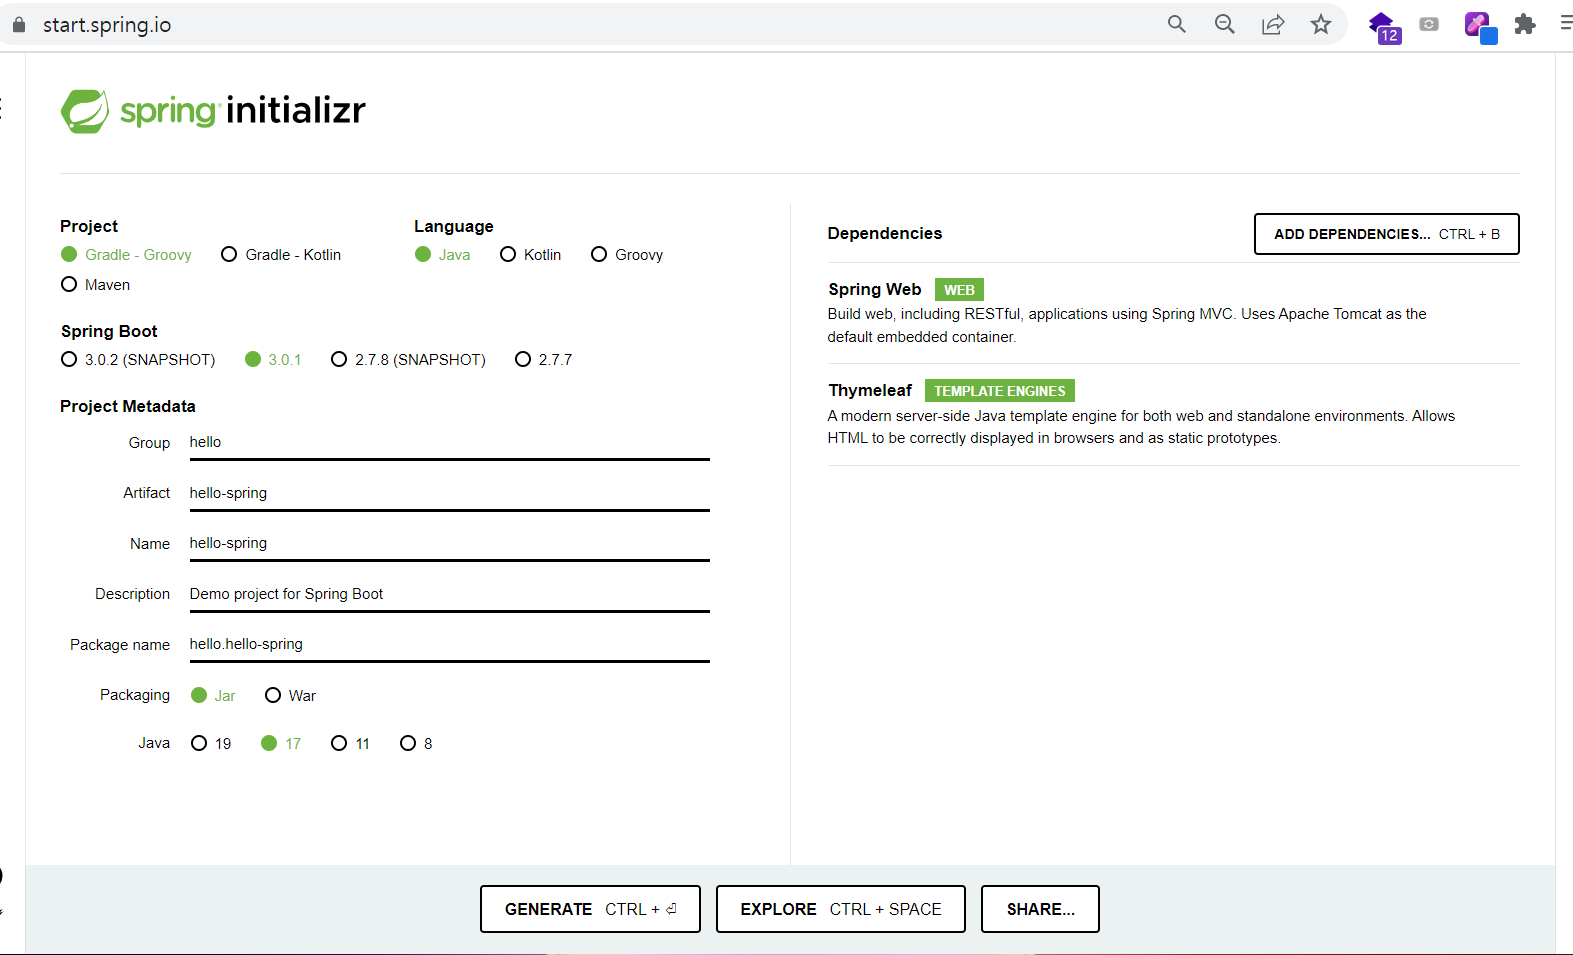 start.spring.io
12
spring initializr
Project
Gradle - Groovy Gradle - Kotlin
Maven
Language
Java Kotlin Groovy
Spring Boot
3.0.2 (SNAPSHOT) 3.0.1 2.7.8 (SNAPSHOT) 2.7.7
Project Metadata
Group hello
Artifact hello-spring
Name hello-spring
Description Demo project for Spring Boot
Package name hello.hello-spring
Packaging Jar War
Java 19 17 11 8
Dependencies
ADD DEPENDENCIES... CTRL + B
Spring Web WEB
Build web, including RESTful, applications using Spring MVC. Uses Apache Tomcat as the
default embedded container.
Thymeleaf TEMPLATE ENGINES
A modern server-side Java template engine for both web and standalone environments. Allows
HTML to be correctly displayed in browsers and as static prototypes.
GENERATE CTRL + ⏎
EXPLORE CTRL + SPACE
SHARE...